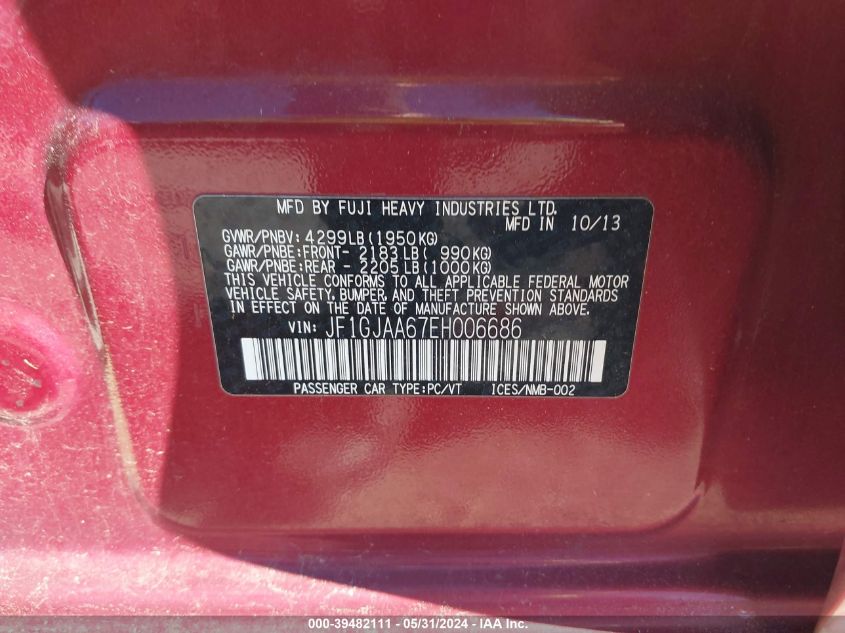 MFD BY FUJI HEAVY INDUSTRIES LTD.
MFD IN 10/13
GVWR/PNBV: 4299LB(1950KG)
GAWR/PNBE:FRONT- 2183LB( 990KG)
GAWR/PNBE:REAR - 2205LB(1000KG)
THIS VEHICLE CONFORMS TO ALL APPLICABLE FEDERAL MOTOR
VEHICLE SAFETY, BUMPER, AND THEFT PREVENTION STANDARDS
IN EFFECT ON THE DATE OF MANUFACTURE SHOWN ABOVE.
VIN: JF1GJAA67EH006686
PASSENGER CAR TYPE:PC/VT ICES/NMB-002
000-39482111 - 05/31/2024 - IAA Inc.